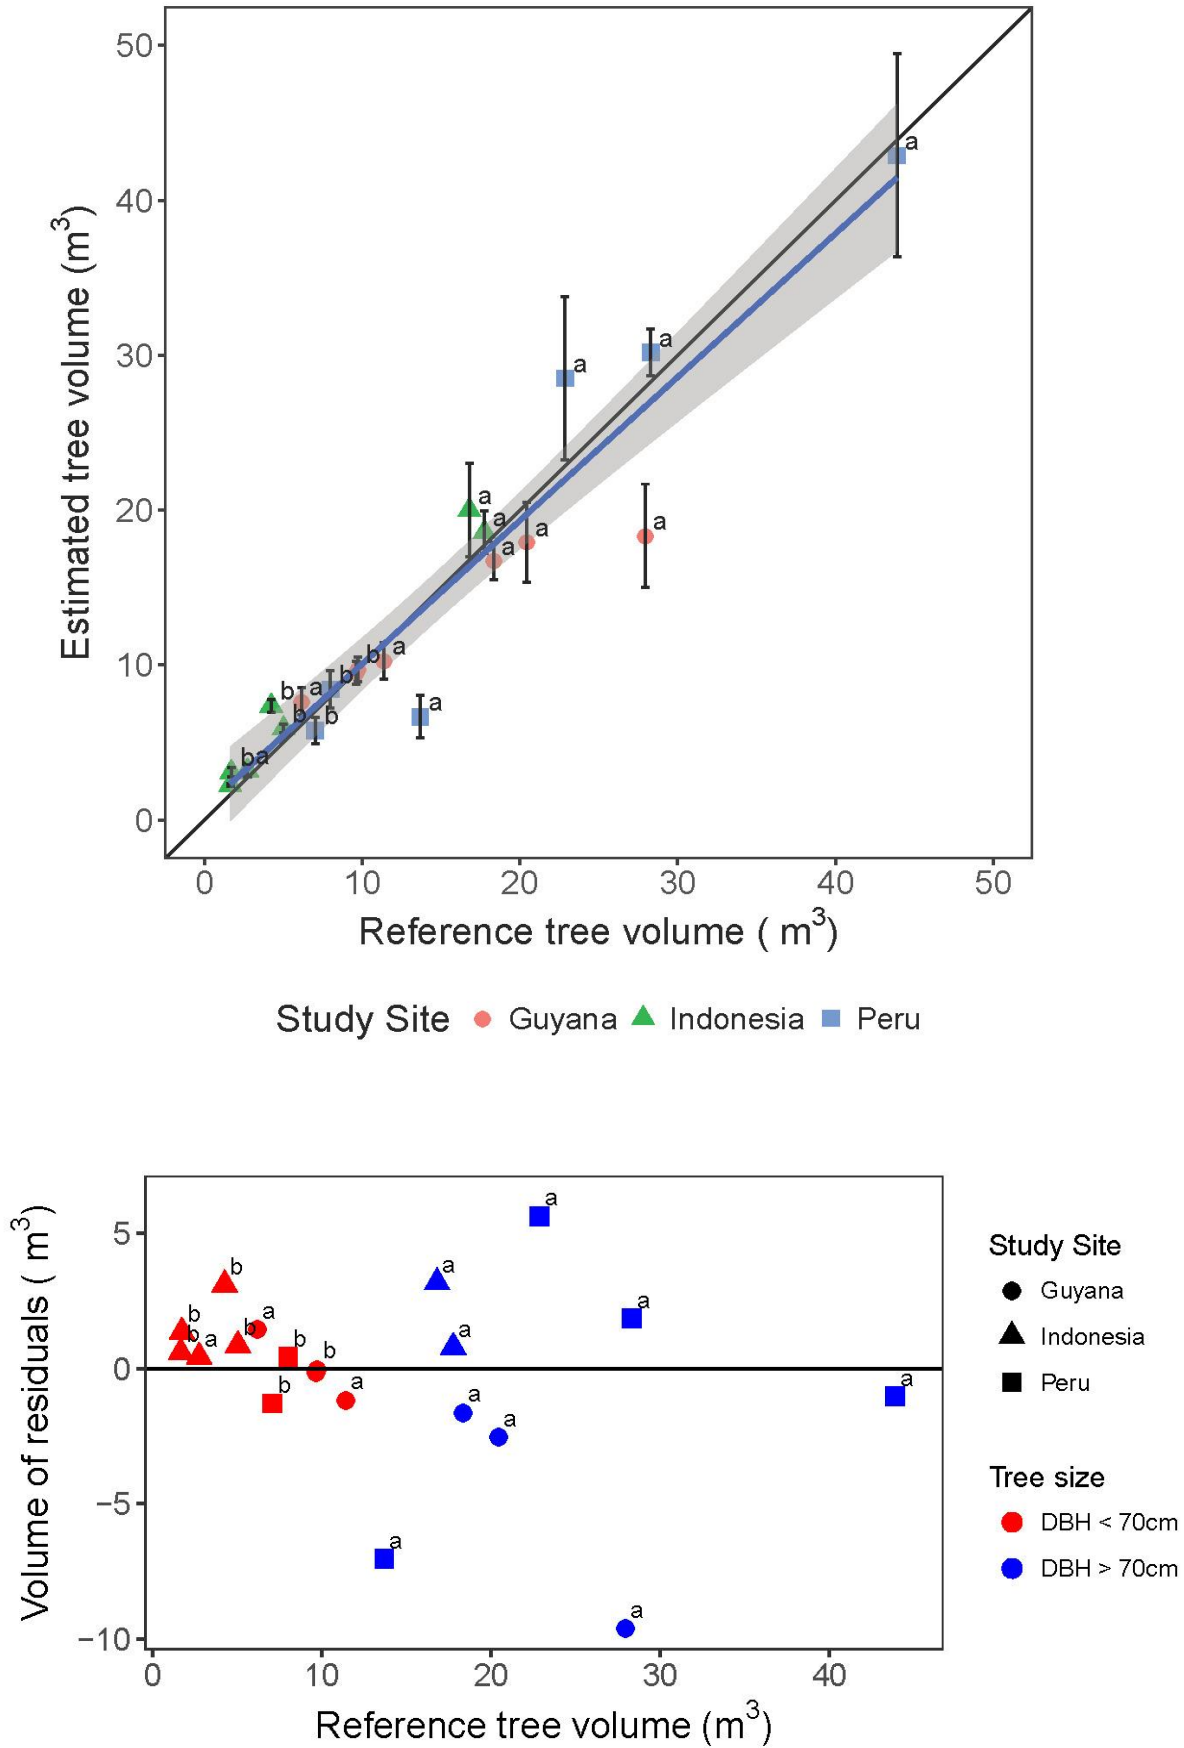 50
40
30
20
10
0
Estimated tree volume (m³)
a
a
a
a
a
a
a
a
b
a
b
a
b
a
b
b
b
a
0
10
20
30
40
50
Reference tree volume ( m³)
Study Site
Guyana
Indonesia
Peru
5
0
−5
−10
Volume of residuals ( m³)
a
b
a
a
b
a
a
b
a
b
b
b
b
a
b
a
a
a
a
a
a
0
10
20
30
40
Reference tree volume (m³)
Study Site
Guyana
Indonesia
Peru
Tree size
DBH < 70cm
DBH > 70cm